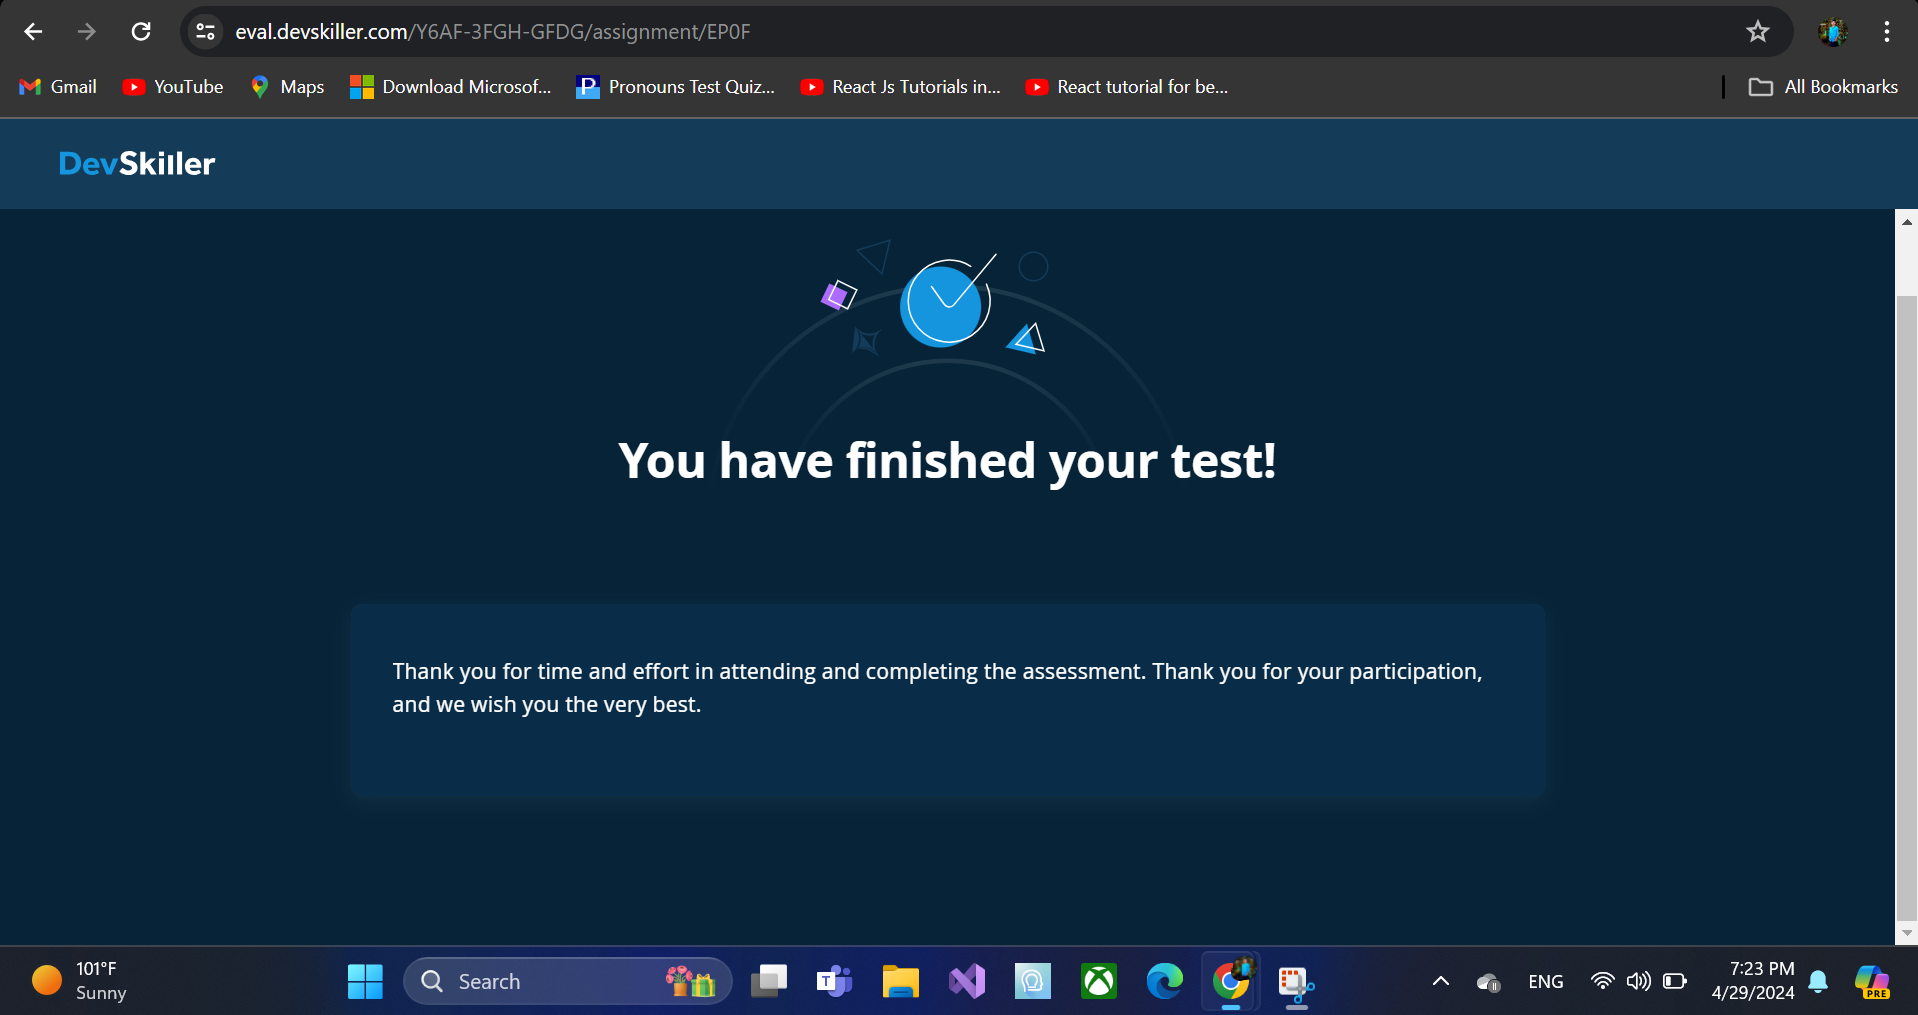 eval.devskiller.com/Y6AF-3FGH-GFDG/assignment/EP0F
Gmail
YouTube
Maps
Download Microsof...
P
Pronouns Test Quiz...
React Js Tutorials in...
React tutorial for be...
All Bookmarks
DevSkiller
You have finished your test!
Thank you for time and effort in attending and completing the assessment. Thank you for your participation,
and we wish you the very best.
101°F
Sunny
Search
T
ENG
7:23 PM
4/29/2024
PRE